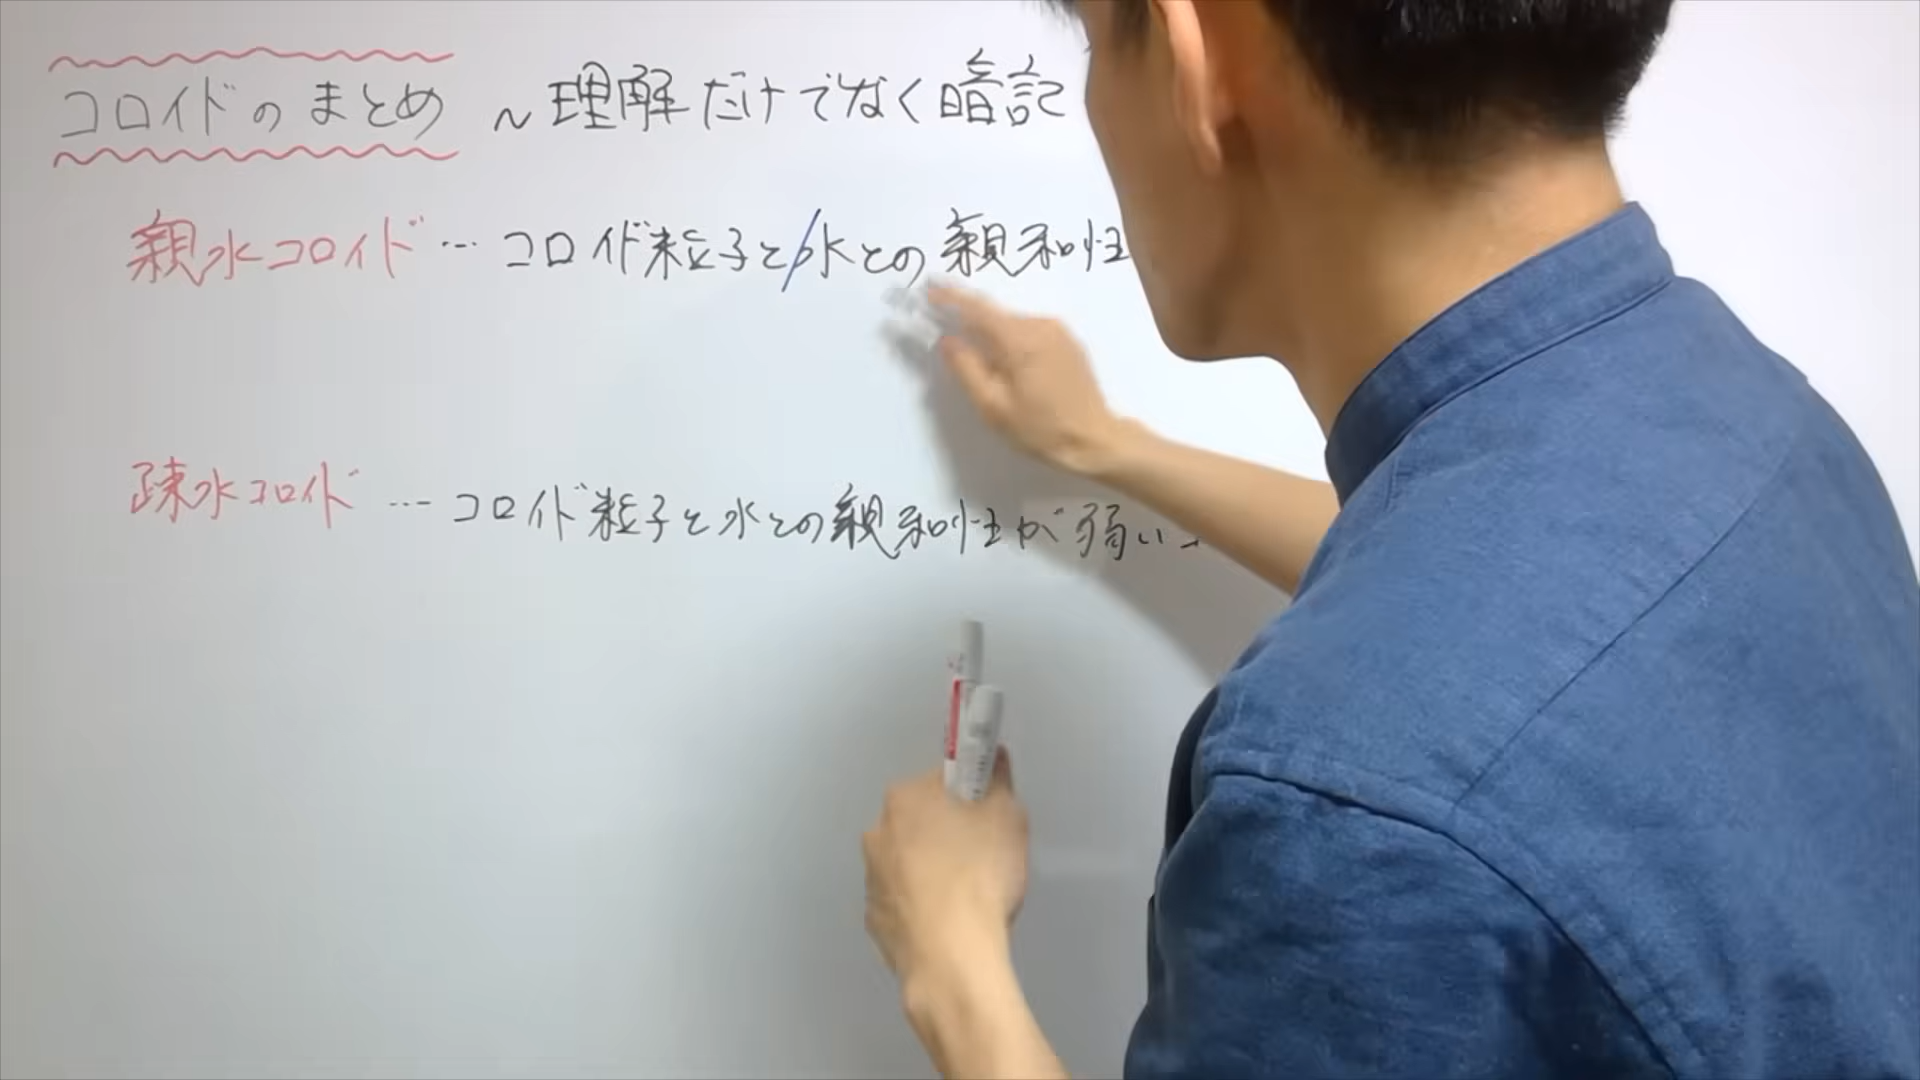 コロイドのまとめ ~理解だけでなく暗記
親水コロイド … コロイド粒子と/水との親和性
疎水コロイド … コロイド粒子と水との親和性が弱い